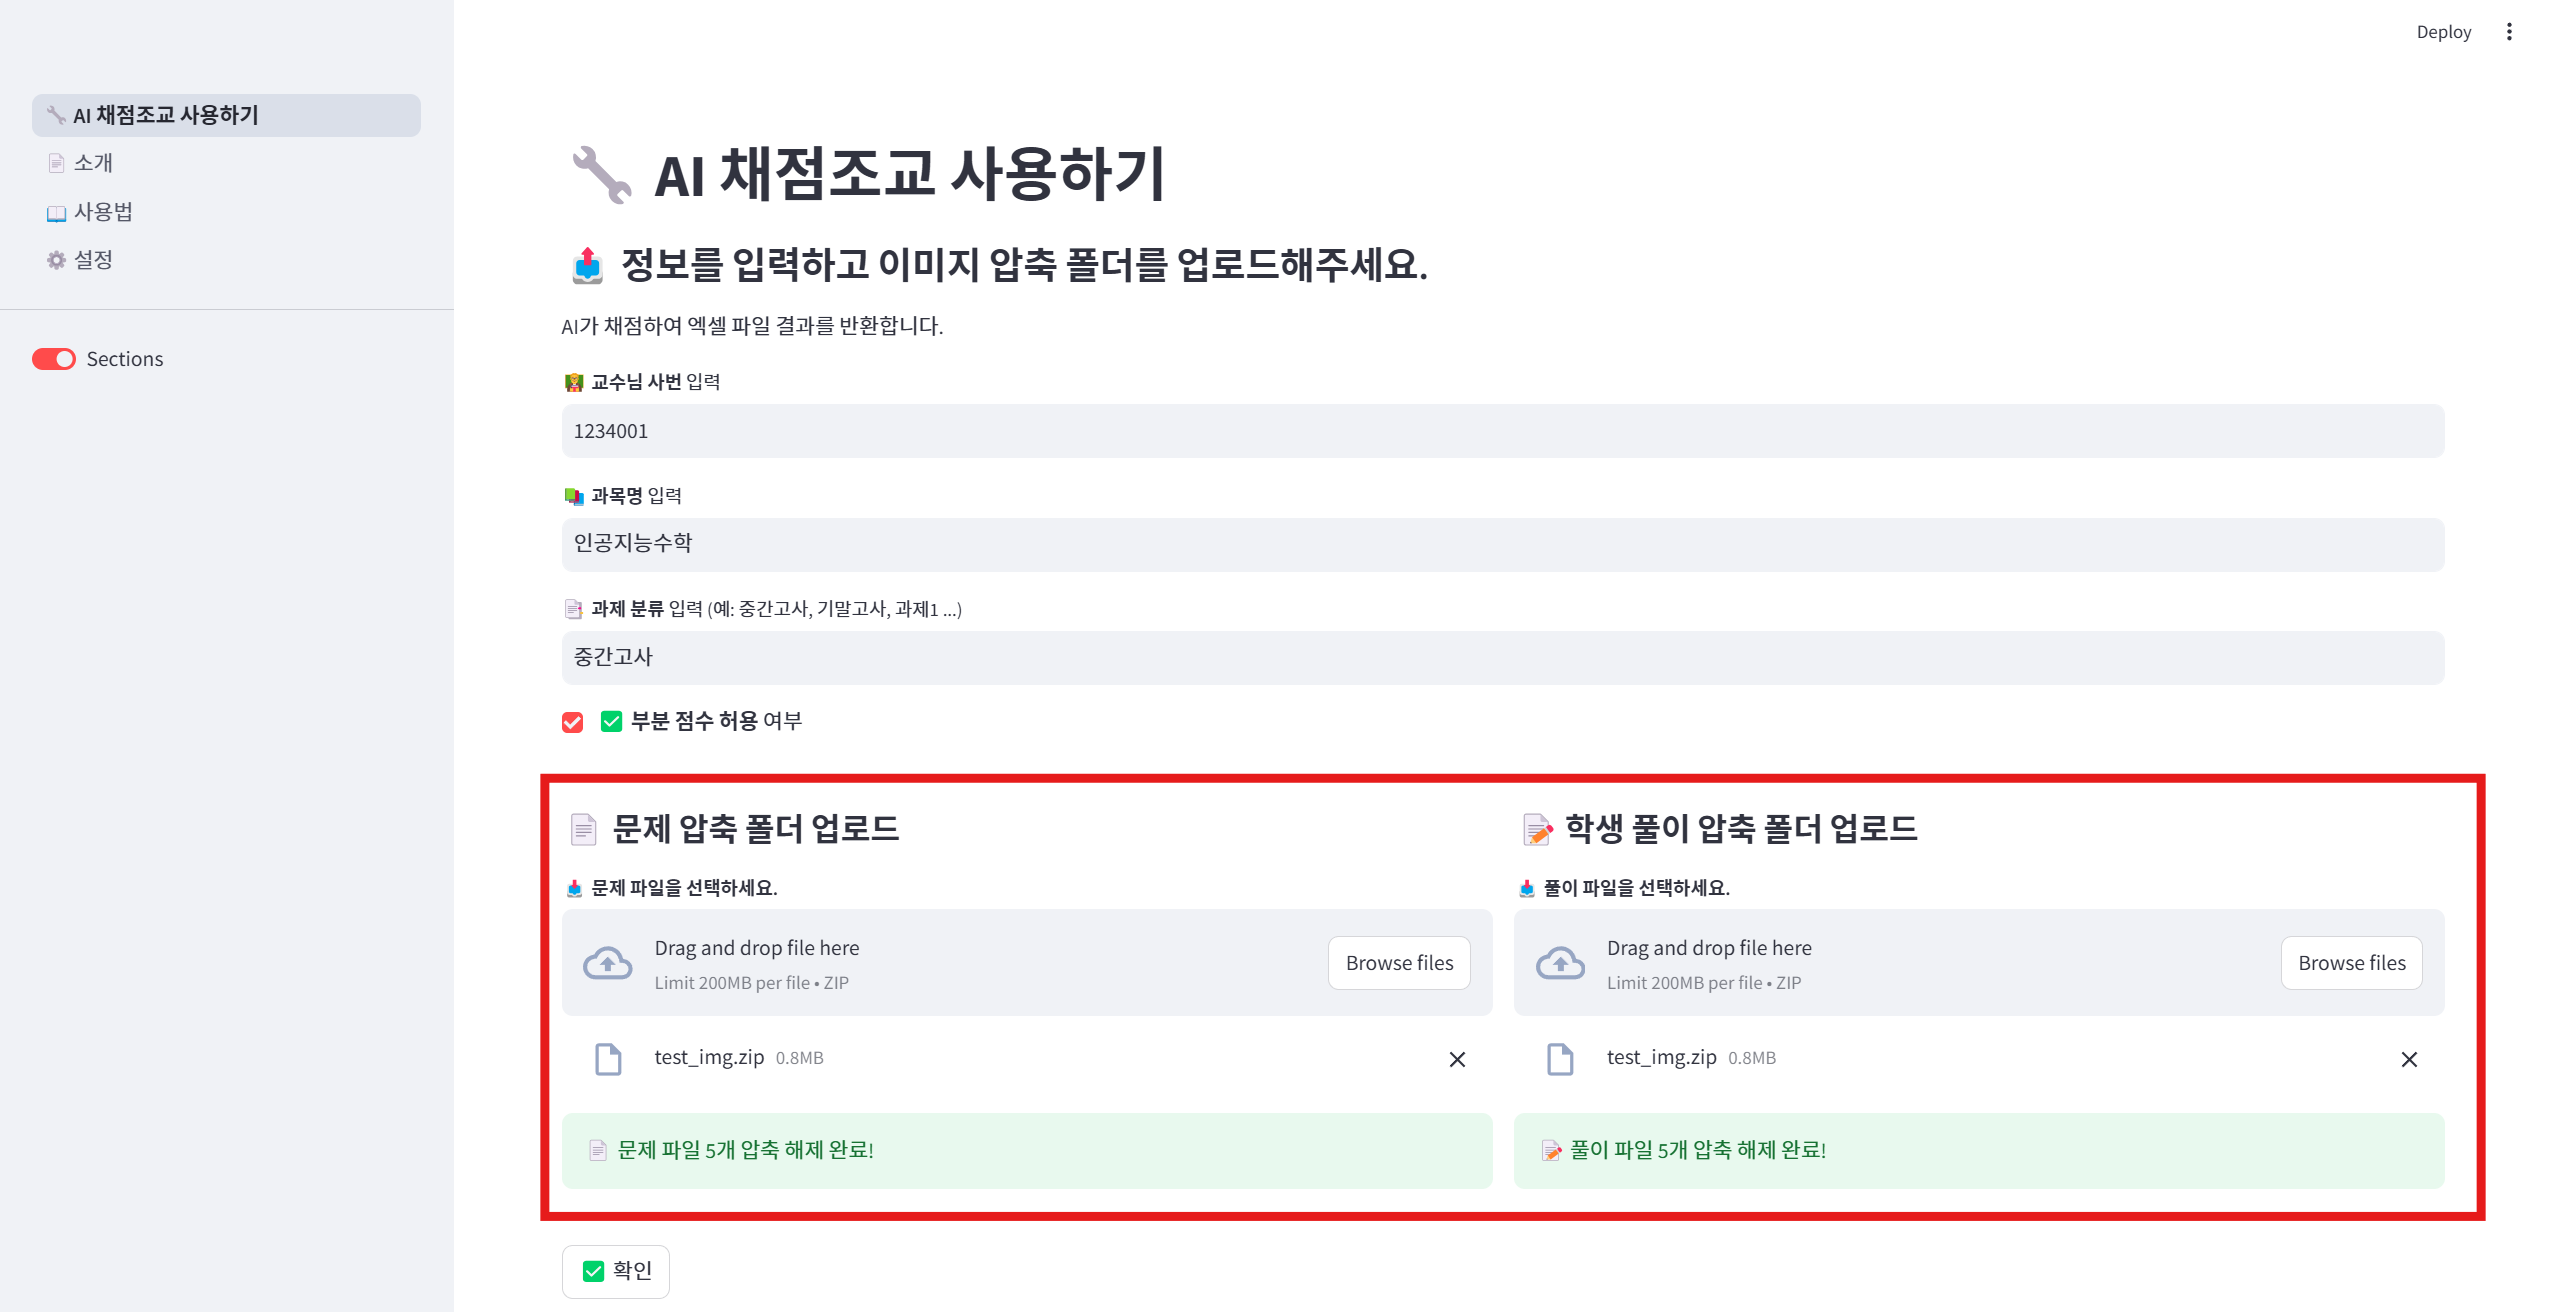 Deploy
AI 채점조교 사용하기
소개
사용법
설정
Sections
AI 채점조교 사용하기
정보를 입력하고 이미지 압축 폴더를 업로드해주세요.
AI가 채점하여 엑셀 파일 결과를 반환합니다.
교수님 사번 입력
1234001
과목명 입력
인공지능수학
과제 분류 입력 (예: 중간고사, 기말고사, 과제1 ...)
중간고사
부분 점수 허용 여부
문제 압축 폴더 업로드
문제 파일을 선택하세요.
Drag and drop file here
Limit 200MB per file • ZIP
Browse files
test_img.zip 0.8MB
문제 파일 5개 압축 해제 완료!
학생 풀이 압축 폴더 업로드
풀이 파일을 선택하세요.
Drag and drop file here
Limit 200MB per file • ZIP
Browse files
test_img.zip 0.8MB
풀이 파일 5개 압축 해제 완료!
확인